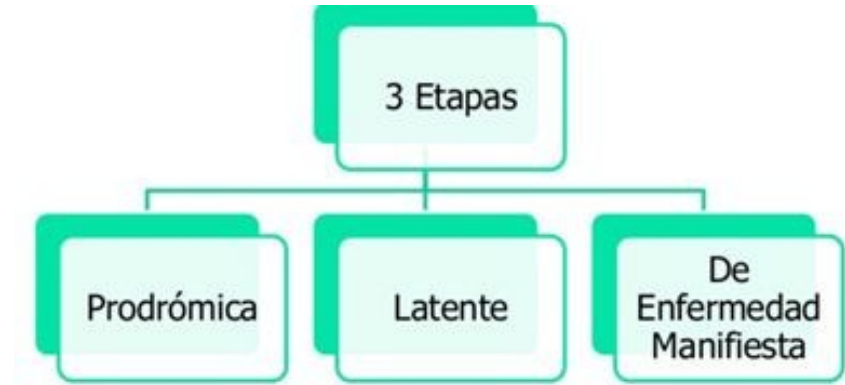 3 Etapas
Prodrómica
Latente
De
Enfermedad
Manifiesta